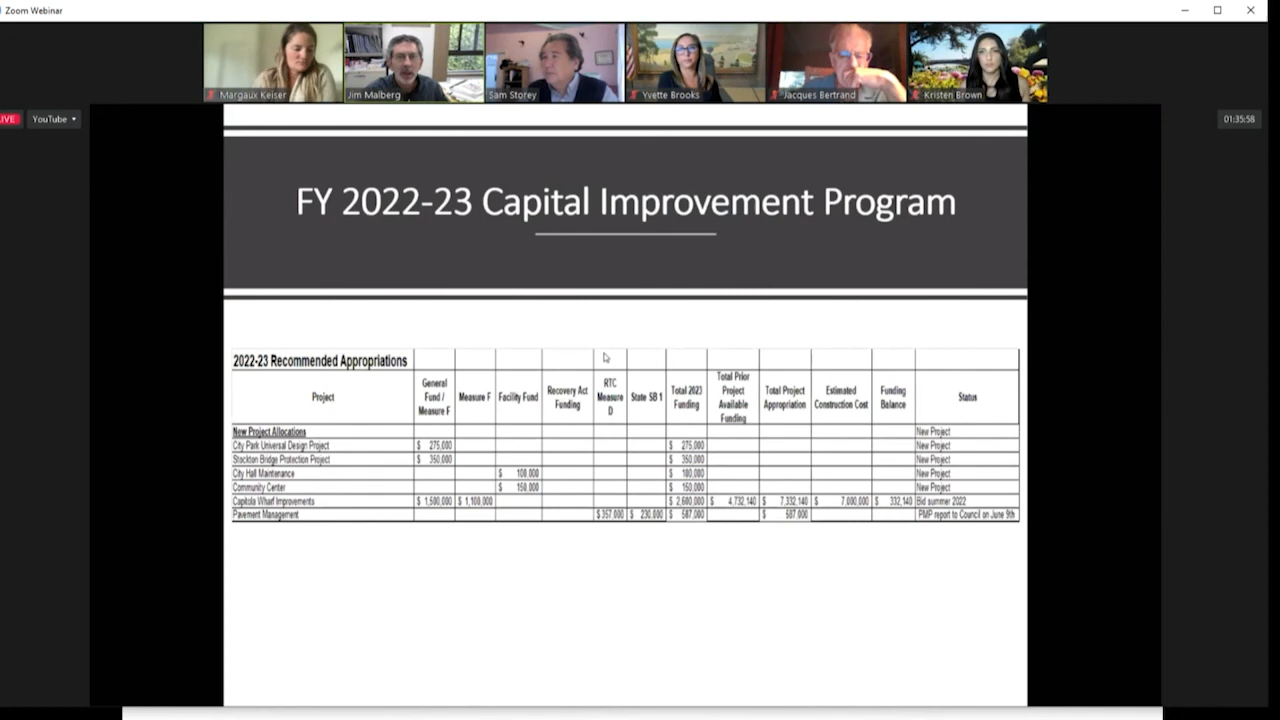 Zoom Webinar
Margaux Keiser
Jim Malberg
Sam Storey
Yvette Brooks
Jacques Bertrand
Kristen Brown
LIVE
YouTube
01:35:58
FY 2022-23 Capital Improvement Program
2022-23 Recommended Appropriations
Project General Fund / Measure F Measure F Facility Fund Recovery Act Funding RTC Measure D State SB 1 Total 2023 Funding Total Prior Project Available Funding Total Project Appropriation Estimated Construction Cost Funding Balance Status
New Project Allocations New Project
City Park Universal Design Project $ 275,000 $ 275,000 New Project
Stockton Bridge Protection Project $ 350,000 $ 350,000 New Project
City Hall Maintenance $ 100,000 $ 100,000 New Project
Community Center $ 150,000 $ 150,000 New Project
Capitola Wharf Improvements $ 1,500,000 $ 1,100,000 $ 2,600,000 $ 4,732,140 $ 7,332,140 $ 7,000,000 $ 332,140 Bid summer 2022
Pavement Management $ 357,000 $ 230,000 $ 587,000 $ 587,000 PMP report to Council on June 9th